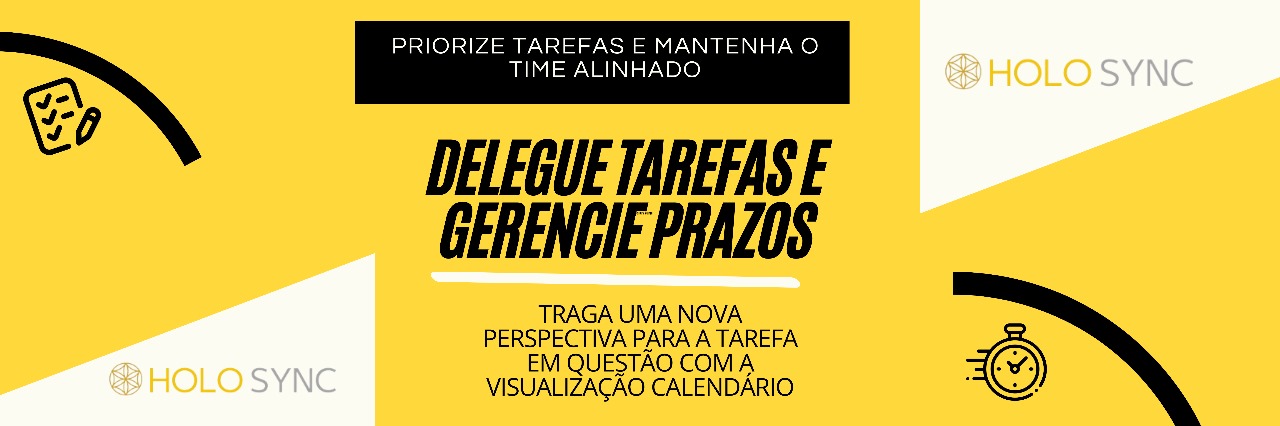 PRIORIZE TAREFAS E MANTENHA O
TIME ALINHADO
HOLO SYNC
DELEGUE TAREFAS E
GERENCIE PRAZOS
TRAGA UMA NOVA
PERSPECTIVA PARA A TAREFA
EM QUESTÃO COM A
VISUALIZAÇÃO CALENDÁRIO
HOLO SYNC